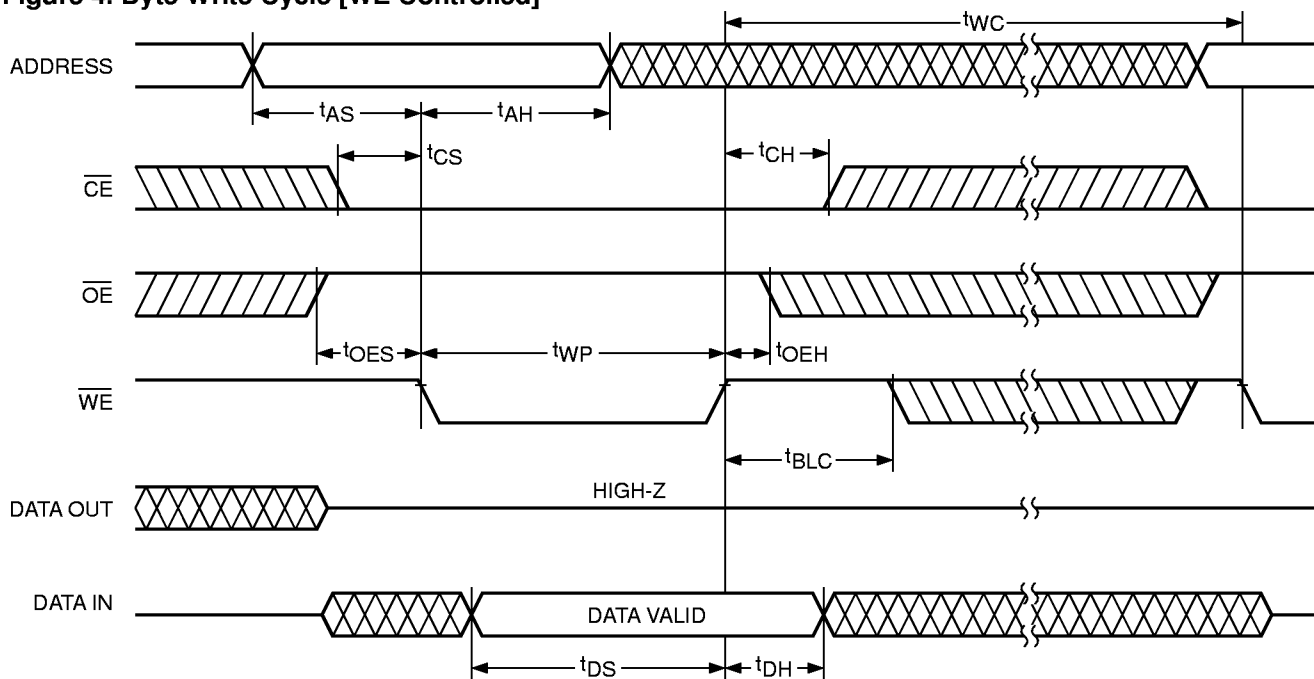 Figure 4. Byte Write Cycle [WE Controlled]
tWC
ADDRESS
tAS
tAH
tCS
tCH
CE
OE
tOES
tWP
tOEH
WE
tBLC
HIGH-Z
DATA OUT
DATA IN
DATA VALID
tDS
tDH